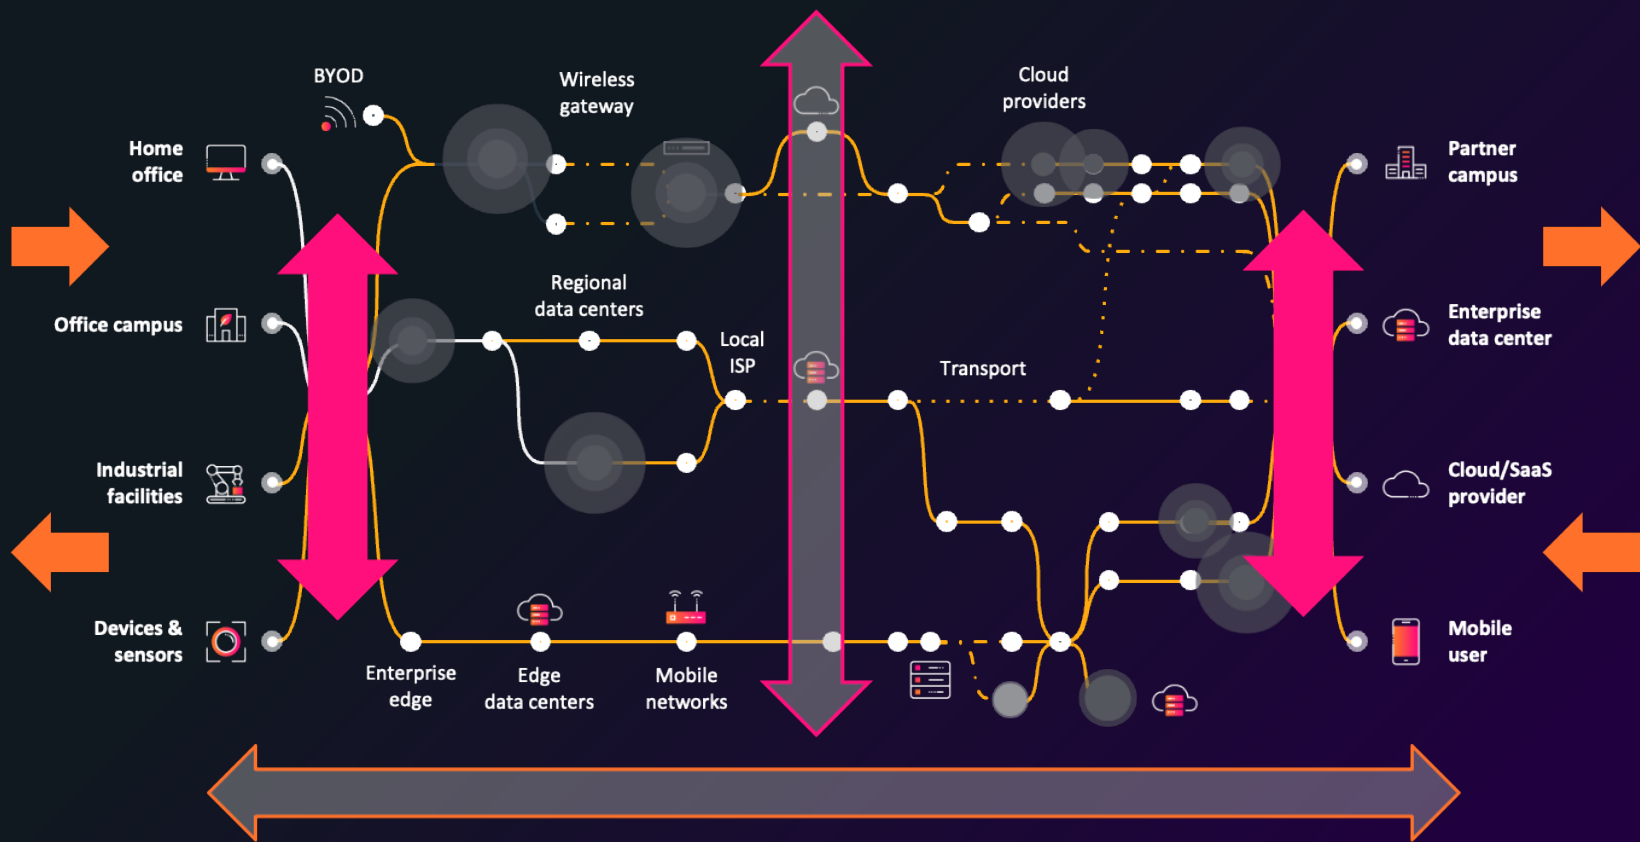 BYOD
Wireless
gateway
Cloud
providers
Home
office
Partner
campus
Regional
data centers
Office campus
Local
ISP
Transport
Enterprise
data center
Industrial
facilities
Cloud/SaaS
provider
Devices &
sensors
Enterprise
edge
Edge
data centers
Mobile
networks
Mobile
user